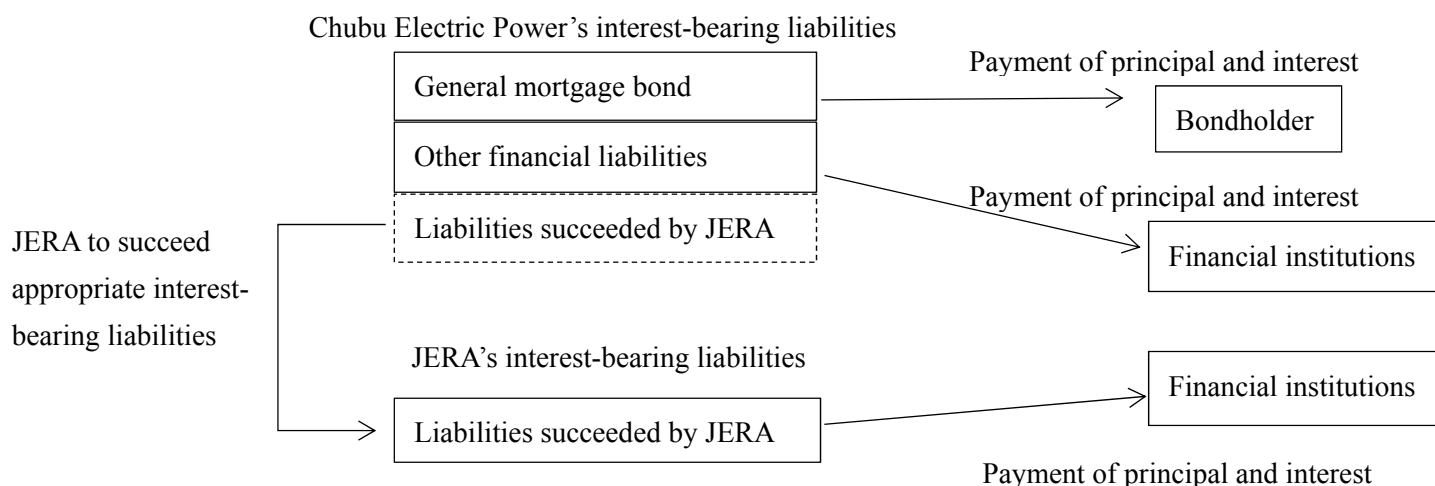 Chubu Electric Power’s interest-bearing liabilities
General mortgage bond
Payment of principal and interest
Bondholder
Other financial liabilities
Payment of principal and interest
Liabilities succeeded by JERA
Financial institutions
JERA to succeed
appropriate interest-
bearing liabilities
JERA’s interest-bearing liabilities
Financial institutions
Liabilities succeeded by JERA
Payment of principal and interest